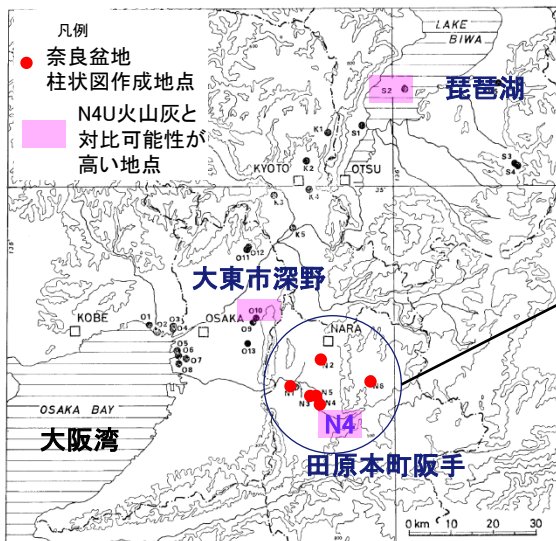 凡例
奈良盆地
柱状図作成地点
N4U火山灰と
対比可能性が
高い地点
LAKE
BIWA
琵琶湖
S2
K1
S1
K2
KYOTO
OTSU
S3
S4
K4
35°
136°
K3
K5
O11
O12
大東市深野
135°
KOBE
O1
O2
O3
O4
OSAKA
O10
O9
O13
O5
O6
O7
O8
NARA
N2
N1
N6
N3
N5
N4
N4
OSAKA BAY
大阪湾
田原本町阪手
0 km 10 20 30